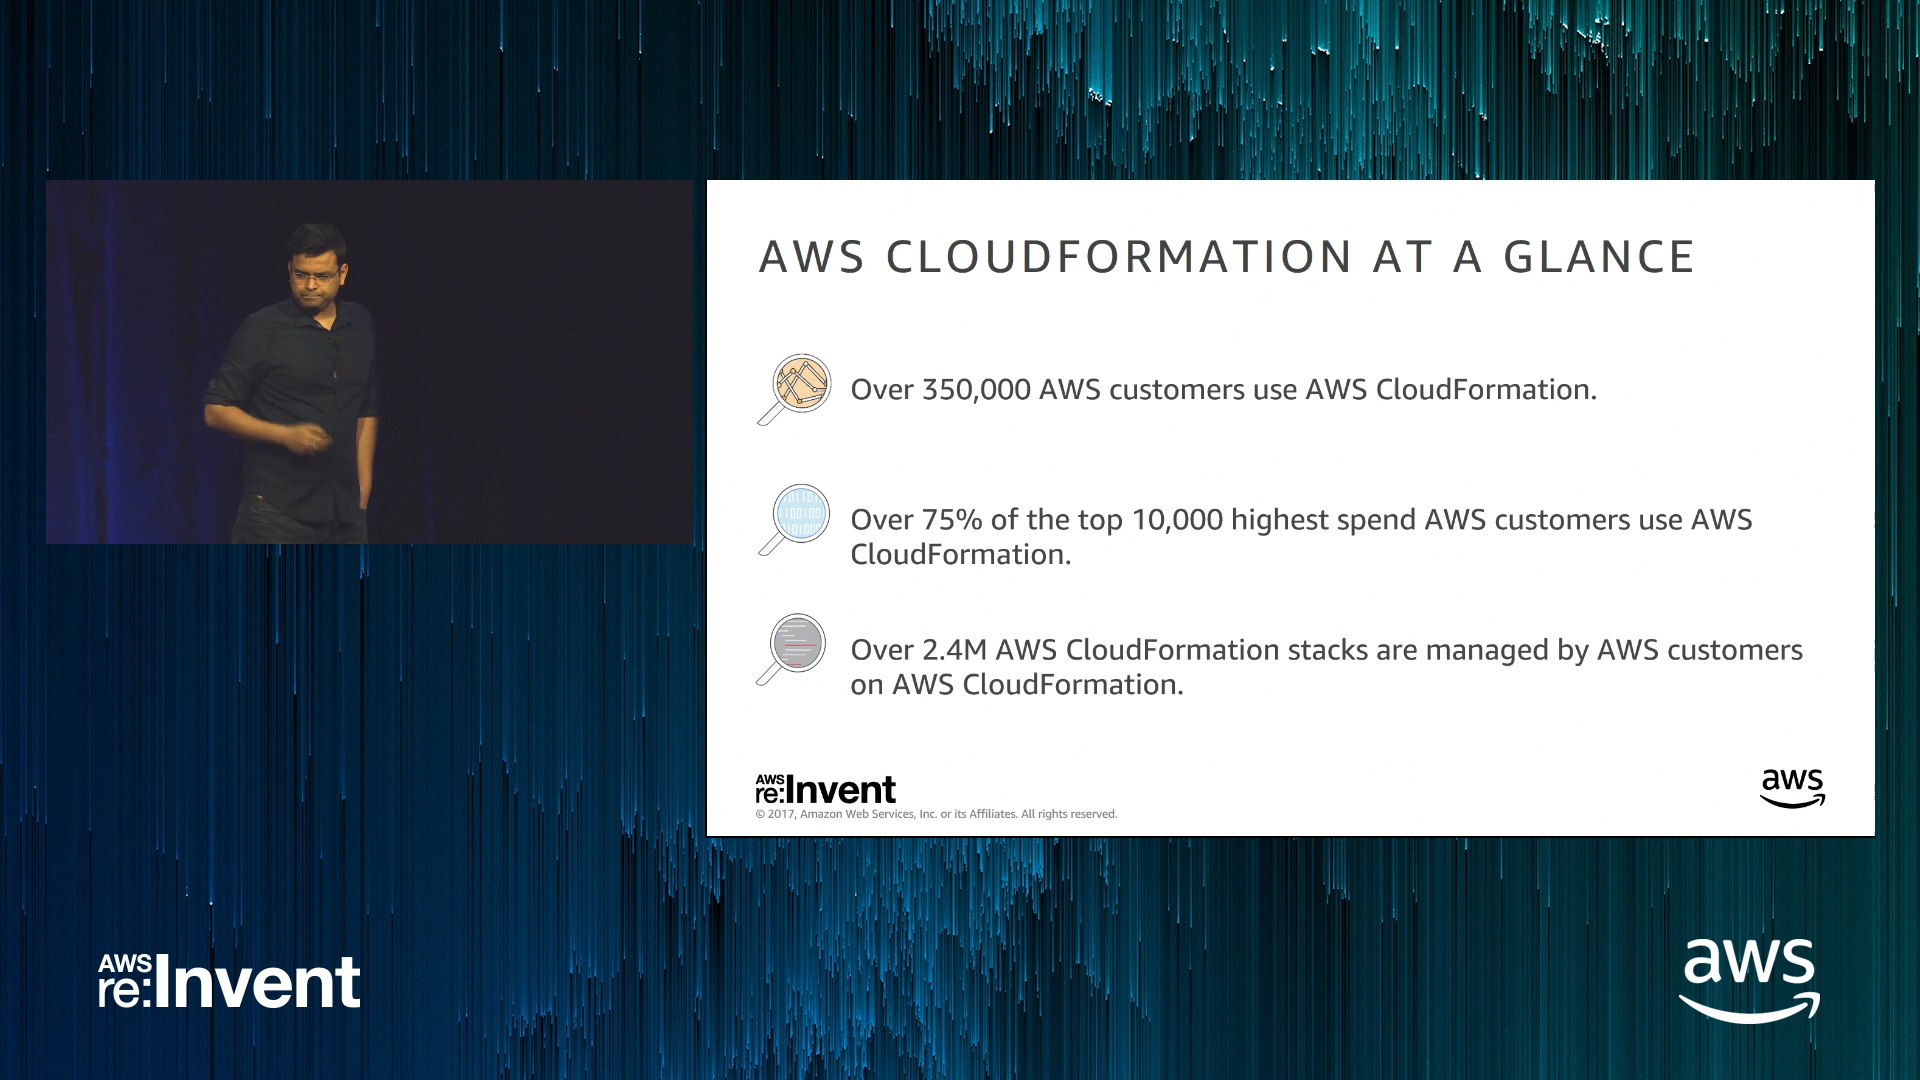 AWS CLOUDFORMATION AT A GLANCE
Over 350,000 AWS customers use AWS CloudFormation.
Over 75% of the top 10,000 highest spend AWS customers use AWS
CloudFormation.
Over 2.4M AWS CloudFormation stacks are managed by AWS customers
on AWS CloudFormation.
AWS
re:Invent
© 2017, Amazon Web Services, Inc. or its Affiliates. All rights reserved.
aws
AWS
re:Invent
aws